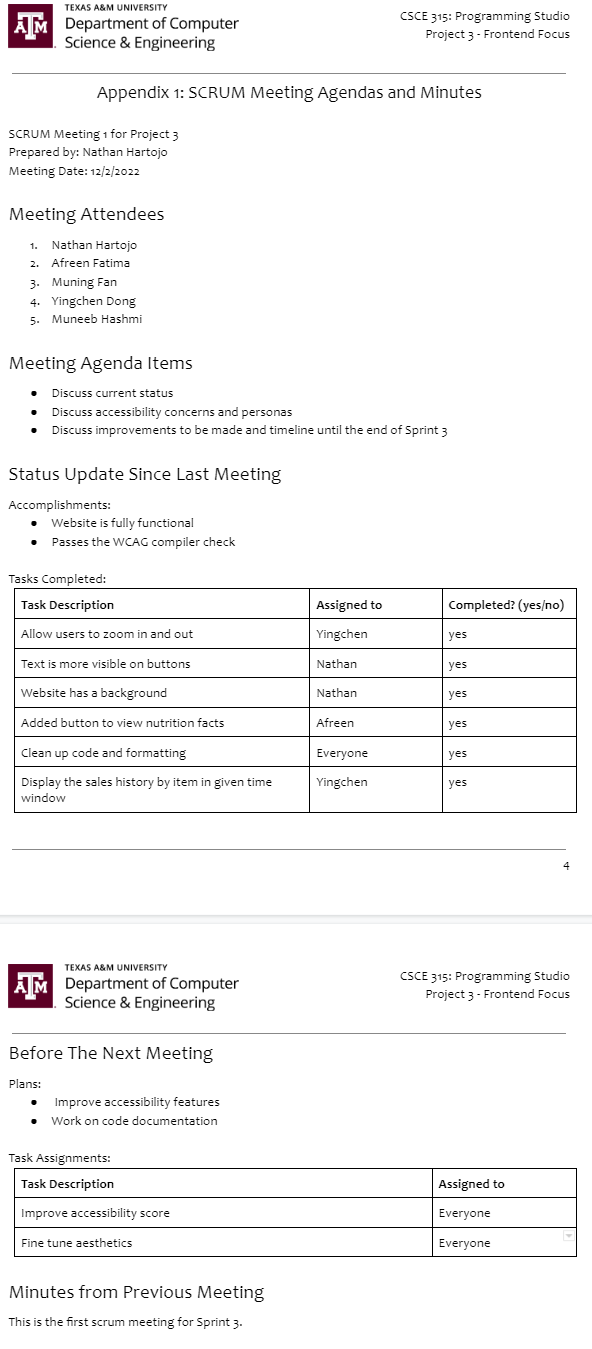 TEXAS A&M UNIVERSITY
Department of Computer
Science & Engineering
CSCE 315: Programming Studio
Project 3 - Frontend Focus
Appendix 1: SCRUM Meeting Agendas and Minutes
SCRUM Meeting 1 for Project 3
Prepared by: Nathan Hartojo
Meeting Date: 12/2/2022
Meeting Attendees
1. Nathan Hartojo
2. Afreen Fatima
3. Muning Fan
4. Yingchen Dong
5. Muneeb Hashmi
Meeting Agenda Items
● Discuss current status
● Discuss accessibility concerns and personas
● Discuss improvements to be made and timeline until the end of Sprint 3
Status Update Since Last Meeting
Accomplishments:
● Website is fully functional
● Passes the WCAG compiler check
Tasks Completed:
Task Description Assigned to Completed? (yes/no)
Allow users to zoom in and out Yingchen yes
Text is more visible on buttons Nathan yes
Website has a background Nathan yes
Added button to view nutrition facts Afreen yes
Clean up code and formatting Everyone yes
Display the sales history by item in given time Yingchen yes
window
4
TEXAS A&M UNIVERSITY
Department of Computer
Science & Engineering
CSCE 315: Programming Studio
Project 3 - Frontend Focus
Before The Next Meeting
Plans:
● Improve accessibility features
● Work on code documentation
Task Assignments:
Task Description Assigned to
Improve accessibility score Everyone
Fine tune aesthetics Everyone
Minutes from Previous Meeting
This is the first scrum meeting for Sprint 3.